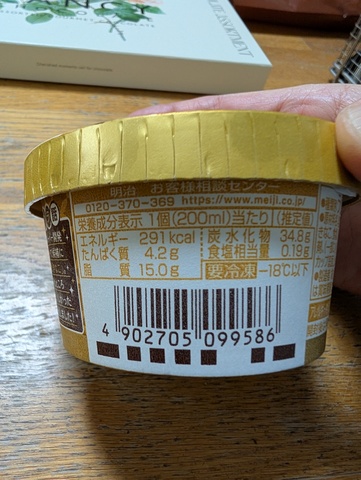 明治 お客様相談センター
0120-370-369 https://www.meiji.co.jp/
栄養成分表示 1個(200ml)当たり (推定値)
エネルギー 291kcal 炭水化物 34.8g
たんぱく質 4.2g 食塩相当量 0.19g
脂質 15.0g 要冷凍 -18℃以下
4 902705 099586